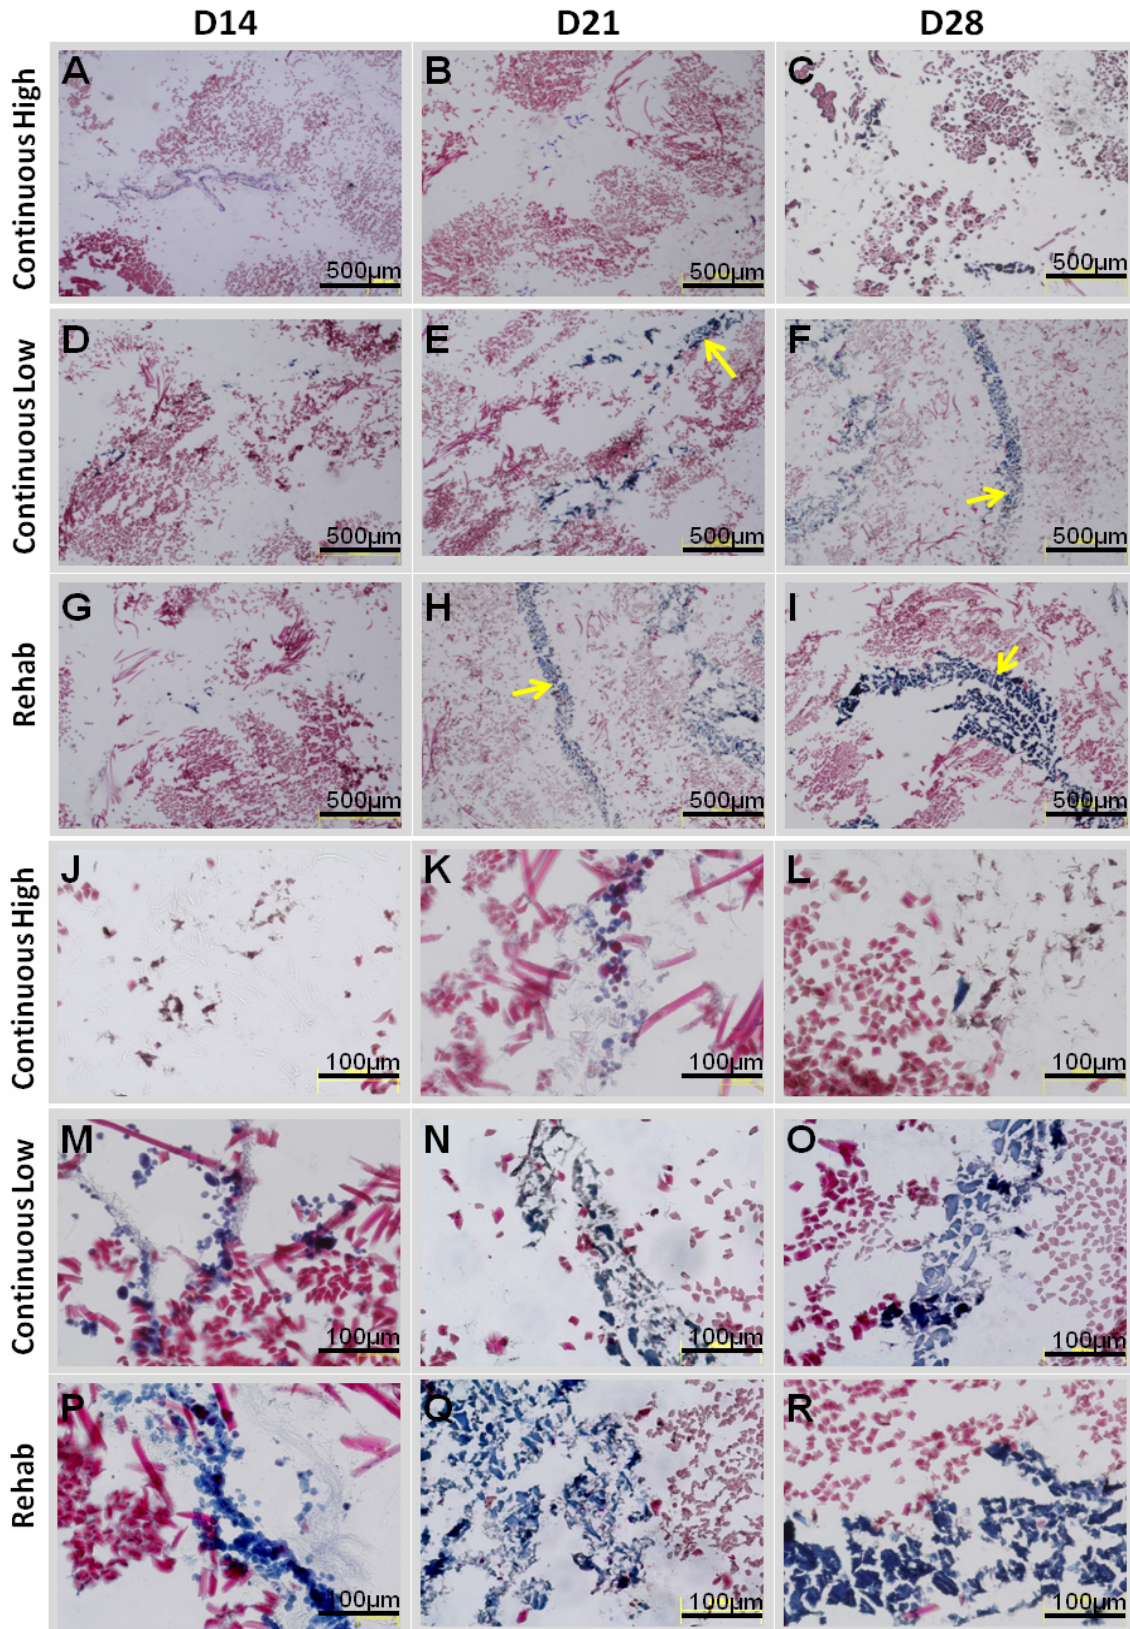 D14 D21 D28
Continuous High
A B C
500µm 500µm 500µm
Continuous Low
D E F
500µm 500µm 500µm
Rehab
G H I
500µm 500µm 500µm
Continuous High
J K L
100µm 100µm 100µm
Continuous Low
M N O
100µm 100µm 100µm
Rehab
P Q R
100µm 100µm 100µm